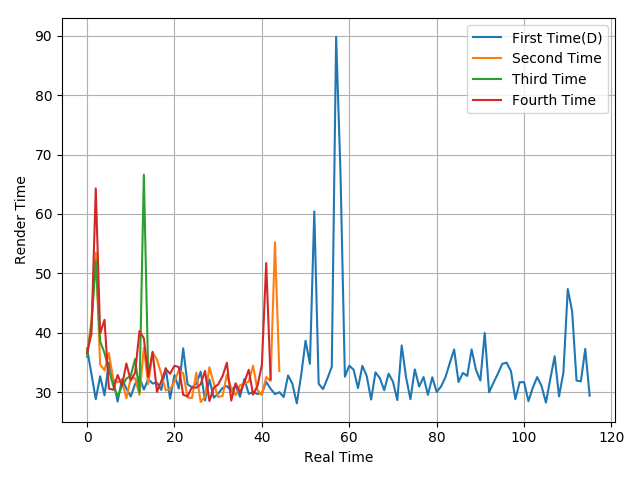 First Time(D)
Second Time
Third Time
Fourth Time
90
80
70
60
50
40
30
Render Time
0
20
40
60
80
100
120
Real Time